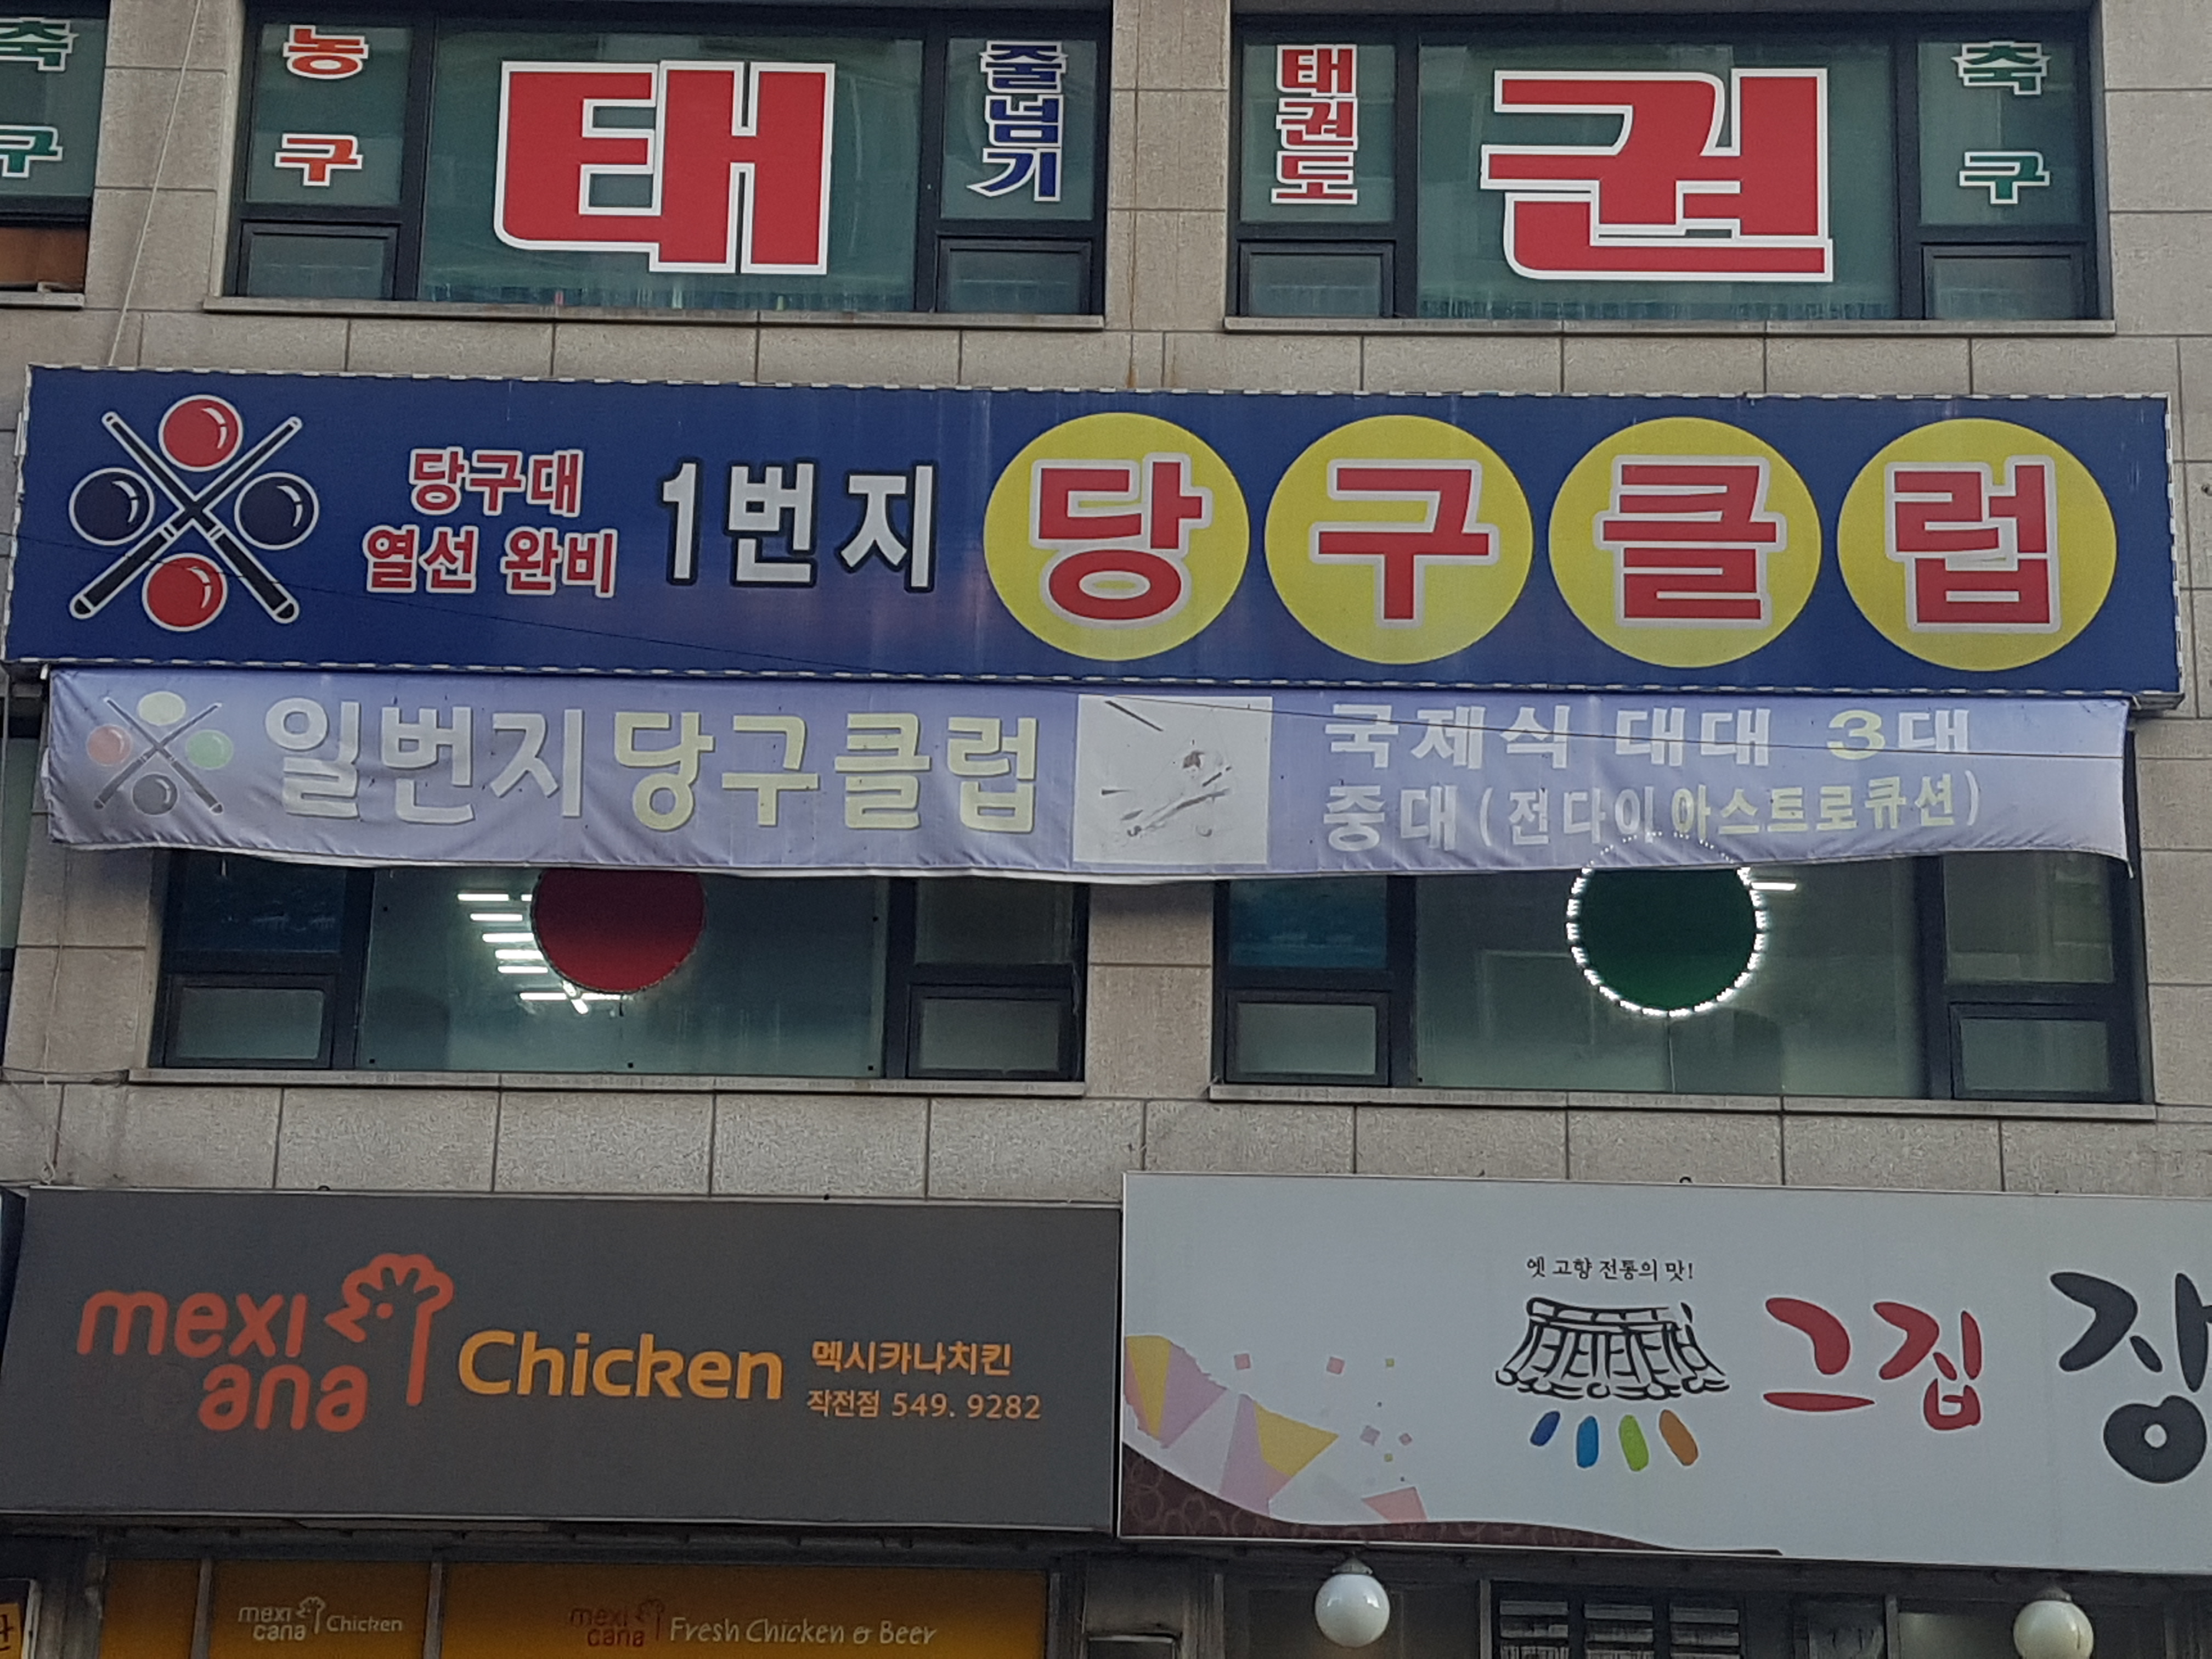 축구
농구
태
줄넘기
태권도
권
축구
당구대
열선 완비
1번지
당구클럽
일번지당구클럽
국제식 대대 3대
중대(전다이아스트로큐션)
mexi
cana
Chicken
멕시카나치킨
작전점 549. 9282
옛 고향 전통의 맛!
그집 장
mexi
cana
Chicken
mexi
cana
Fresh Chicken & Beer